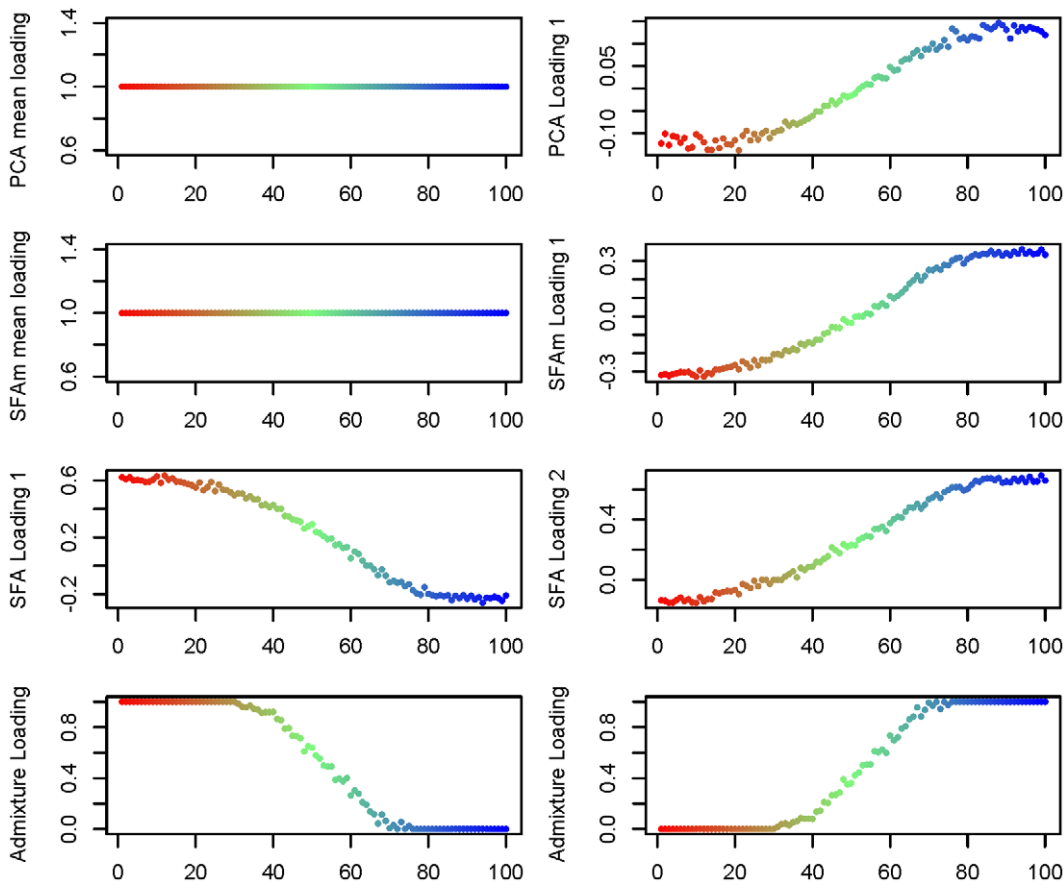 PCA mean loading
0.6 1.0 1.4
0 20 40 60 80 100
PCA Loading 1
-0.10 0.05
0 20 40 60 80 100
SFAm mean loading
0.6 1.0 1.4
0 20 40 60 80 100
SFAm Loading 1
-0.3 0.0 0.3
0 20 40 60 80 100
SFA Loading 1
-0.2 0.2 0.6
0 20 40 60 80 100
SFA Loading 2
0.0 0.4
0 20 40 60 80 100
Admixture Loading
0.0 0.4 0.8
0 20 40 60 80 100
Admixture Loading
0.0 0.4 0.8
0 20 40 60 80 100